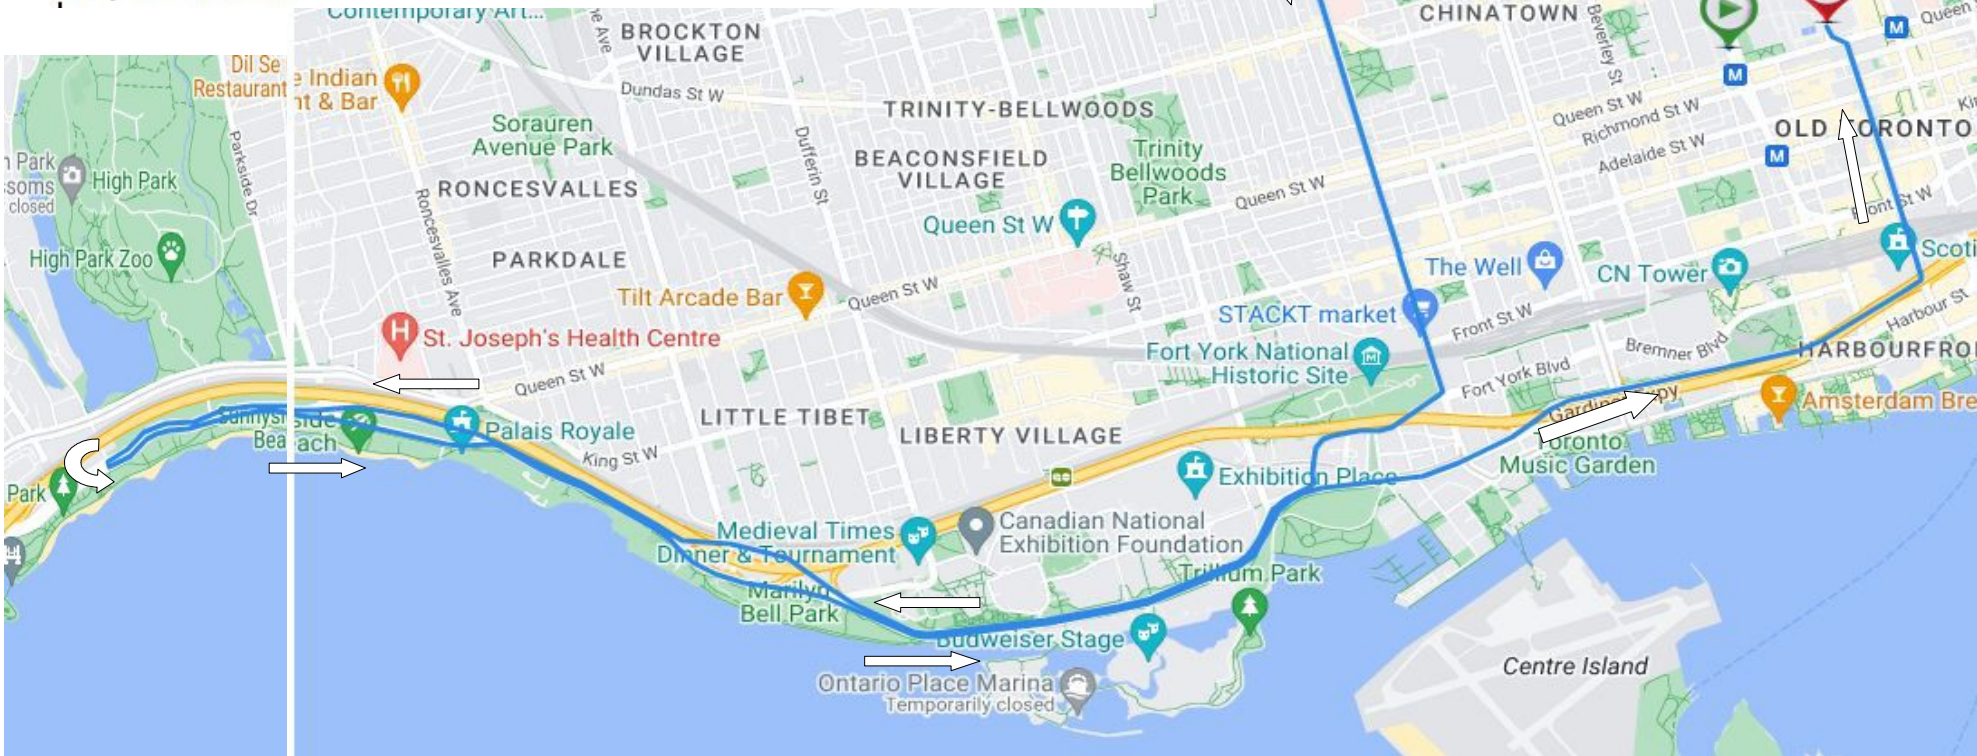 Contemporary Art...
BROCKTON
VILLAGE
CHINATOWN
Beverley St
M
Queen
Dil Se
Restaurant
e Indian
nt & Bar
Dundas St W
M
TRINITY-BELLWOODS
Queen St W
Richmond St W
Adelaide St W
OLD TORONTO
M
Sorauren
Avenue Park
Dufferin St
BEACONSFIELD
VILLAGE
Trinity
Bellwoods
Park
Parkside Dr
n Park
ssoms
closed
High Park
RONCESVALLES
Roncesvalles Ave
Queen St W
Queen St W
Front St W
High Park Zoo
PARKDALE
Shaw St
The Well
CN Tower
Scoti
Tilt Arcade Bar
Queen St W
STACKT market
Front St W
Harbour St
H
St. Joseph's Health Centre
Fort York National
Historic Site
Bremner Blvd
HARBOURFRO
Queen St W
Fort York Blvd
LITTLE TIBET
LIBERTY VILLAGE
Amsterdam Bre
Palais Royale
King St W
Toronto
Music Garden
Park
Exhibition Place
Medieval Times
Dinner & Tournament
Canadian National
Exhibition Foundation
Trillium Park
Marilyn
Bell Park
Budweiser Stage
Centre Island
Ontario Place Marina
Temporarily closed